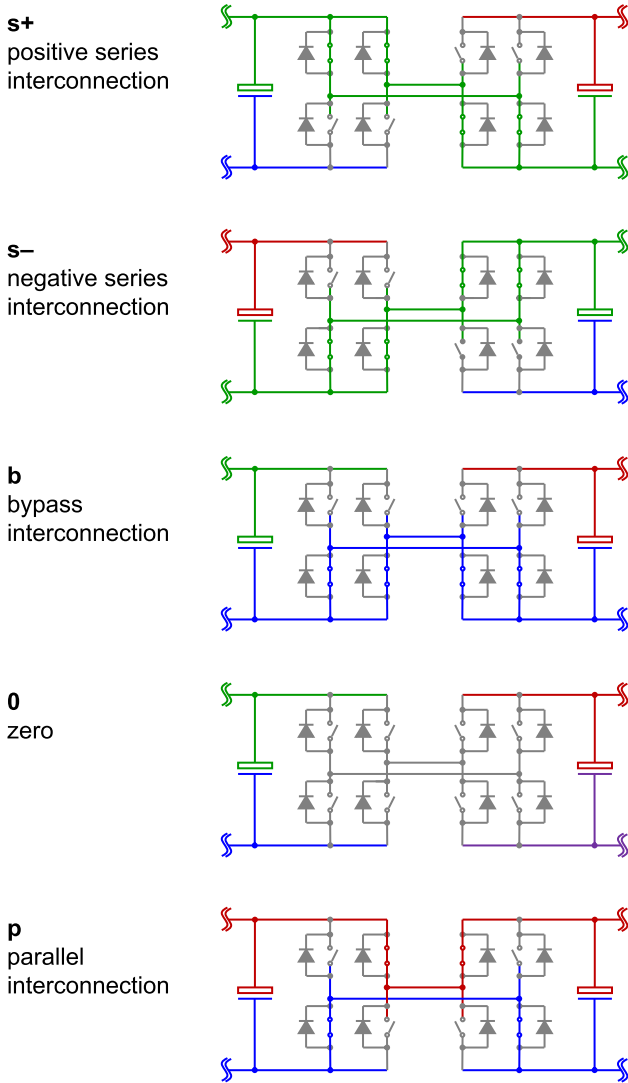 s+
positive series
interconnection
s–
negative series
interconnection
b
bypass
interconnection
0
zero
p
parallel
interconnection